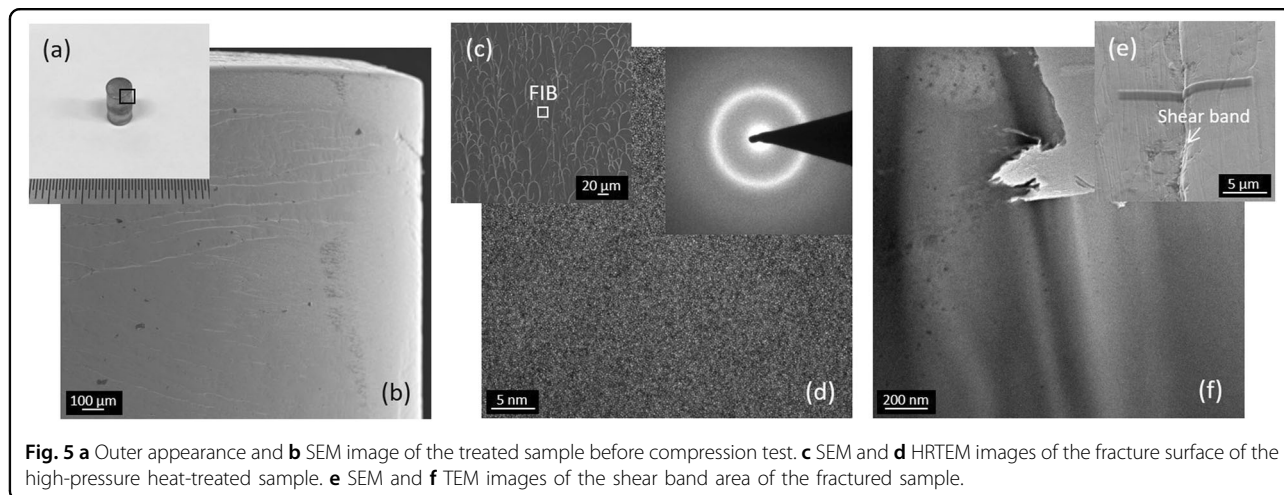 (a)
(b)
100 μm
(c)
FIB
20 μm
(d)
5 nm
(e)
Shear band
5 μm
(f)
200 nm
Fig. 5 a Outer appearance and b SEM image of the treated sample before compression test. c SEM and d HRTEM images of the fracture surface of the
high-pressure heat-treated sample. e SEM and f TEM images of the shear band area of the fractured sample.